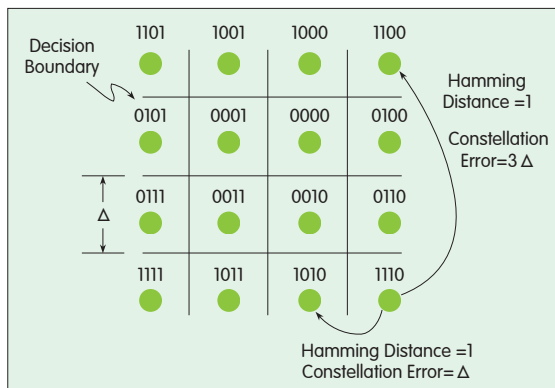 1101 1001 1000 1100
Decision
Boundary
Hamming
Distance =1
0101 0001 0000 0100
Constellation
Error=3 Δ
0111 0011 0010 0110
Δ
1111 1011 1010 1110
Hamming Distance =1
Constellation Error= Δ